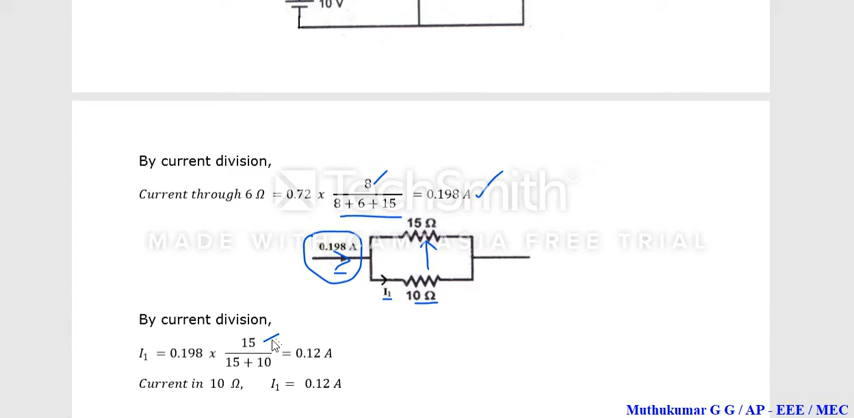 10 V
By current division,
Current through 6 Ω = 0.72 x 8 / 8 + 6 + 15 = 0.198 A
TechSmith
15 Ω
MADE WITH CAMTASIA FREE TRIAL
0.198 A
I₁ 10 Ω
By current division,
I₁ = 0.198 x 15 / 15 + 10 = 0.12 A
Current in 10 Ω, I₁ = 0.12 A
Muthukumar G G / AP - EEE / MEC